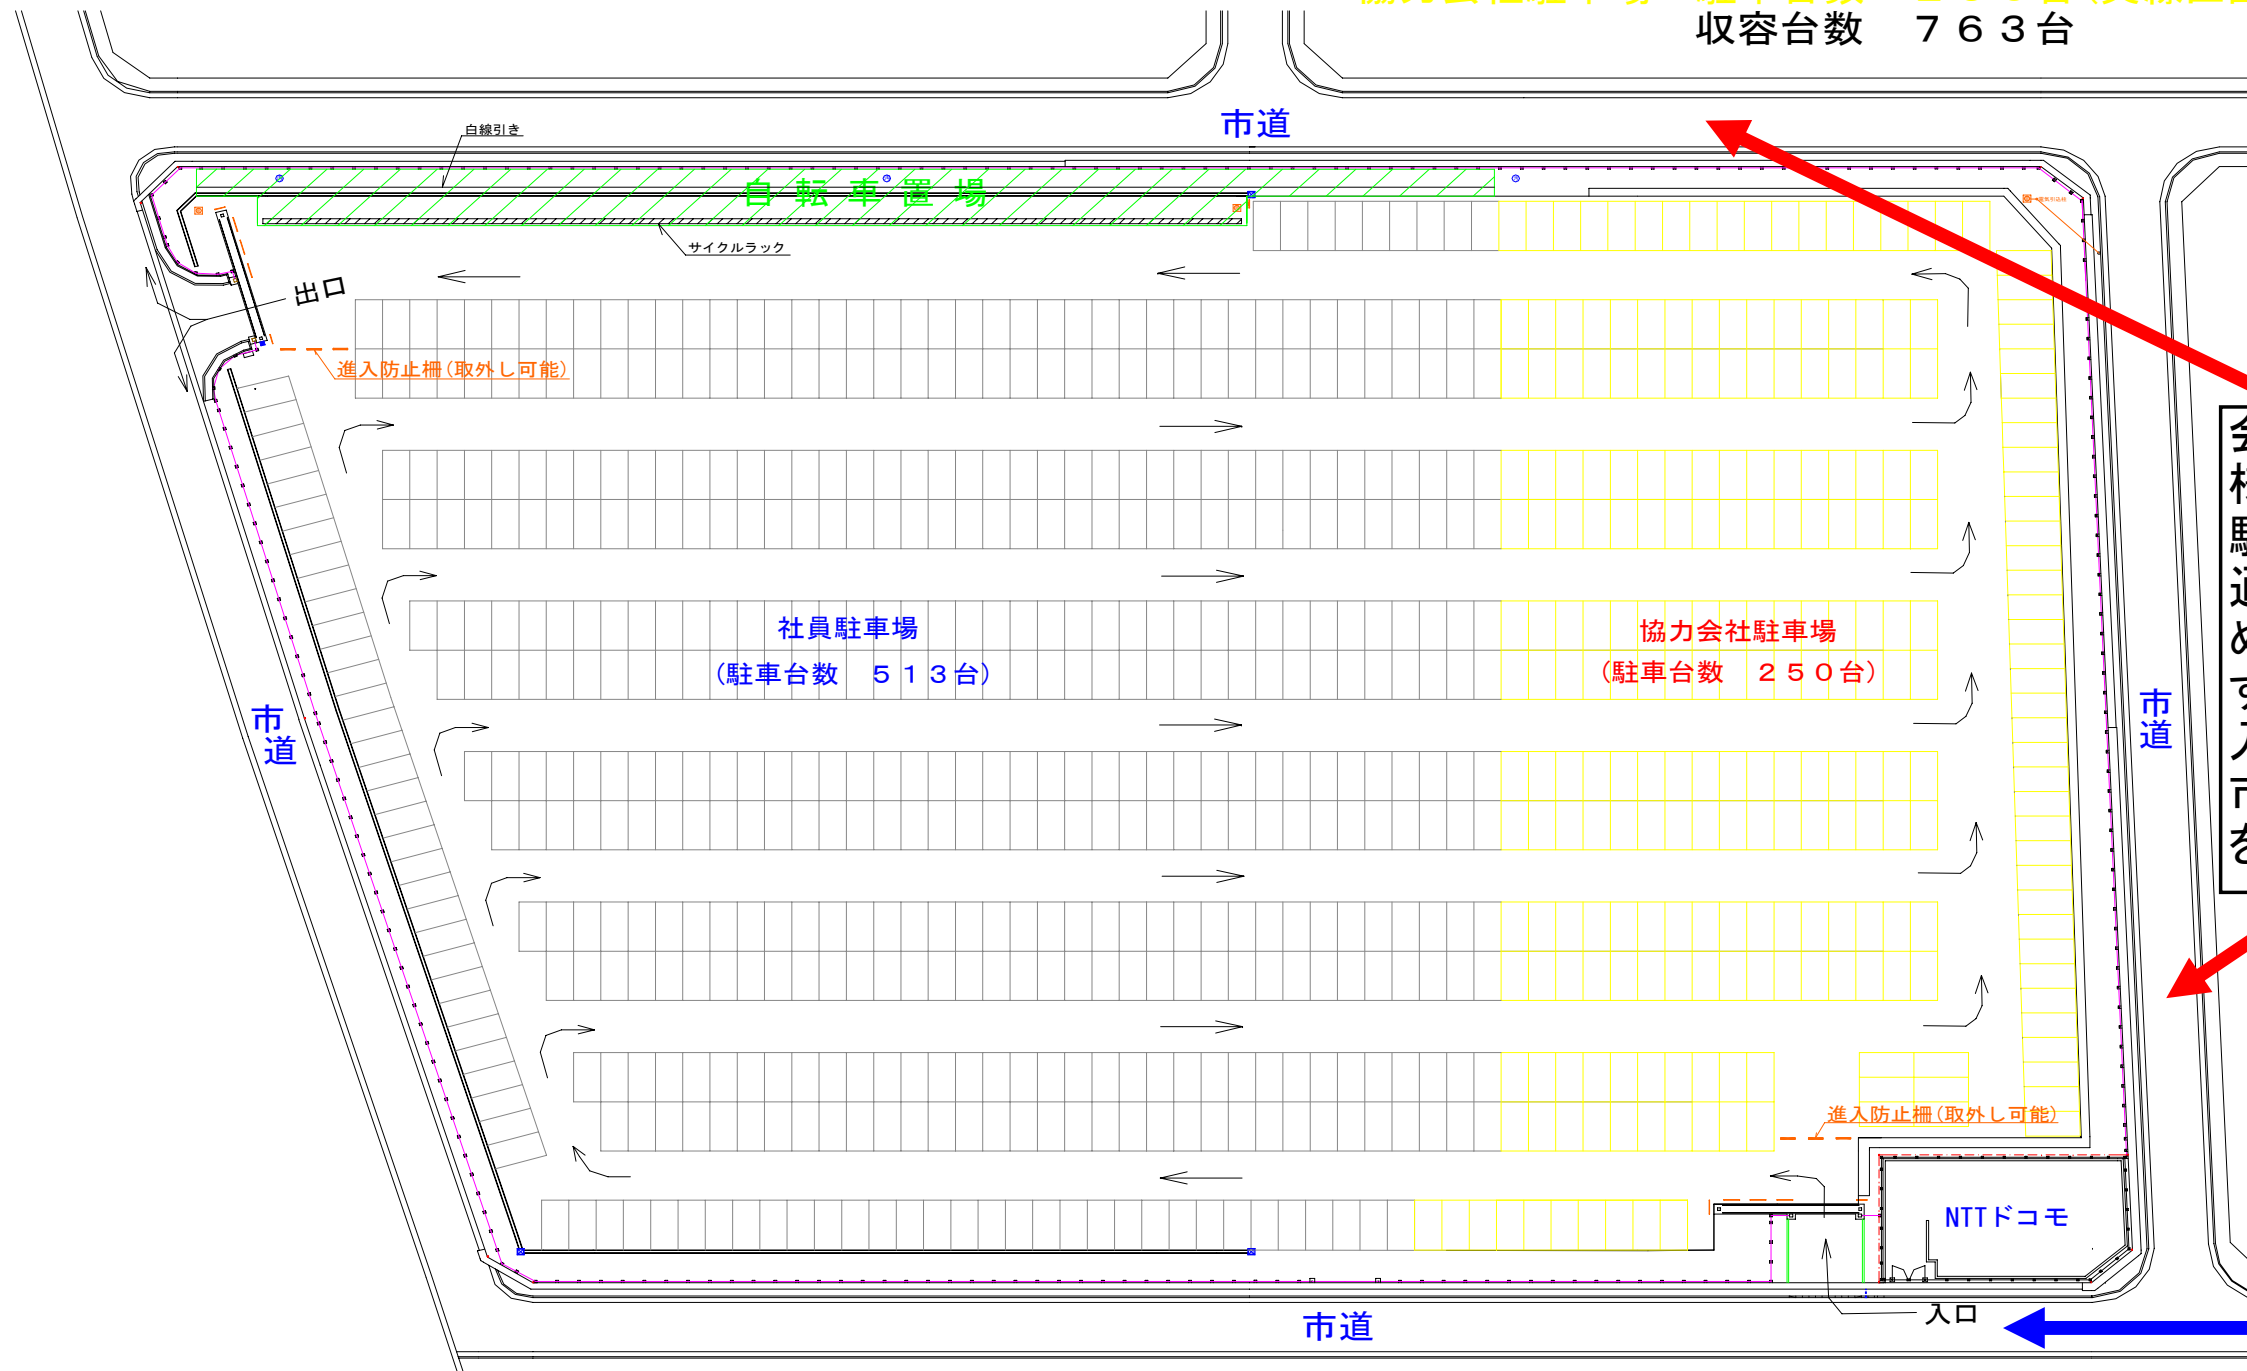 収容台数　７６３台
市道
白線引き
自転車置場
サイクルラック
出口
進入防止柵(取外し可能)
社員駐車場
(駐車台数　５１３台)
協力会社駐車場
(駐車台数　２５０台)
市道
市道
進入防止柵(取外し可能)
NTTドコモ
入口
市道